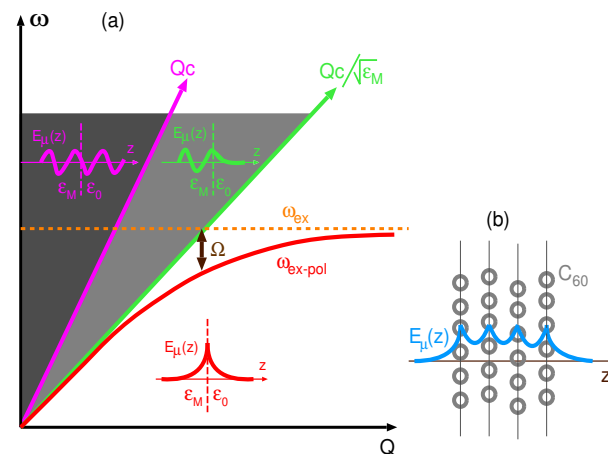 ω (a)
Qc
Qc/√ε_M
E_μ(z)
z
ε_M ε_0
E_μ(z)
z
ε_M ε_0
ω_ex
Ω
ω_ex-pol
E_μ(z)
z
ε_M ε_0
Q
(b)
C_60
E_μ(z)
z